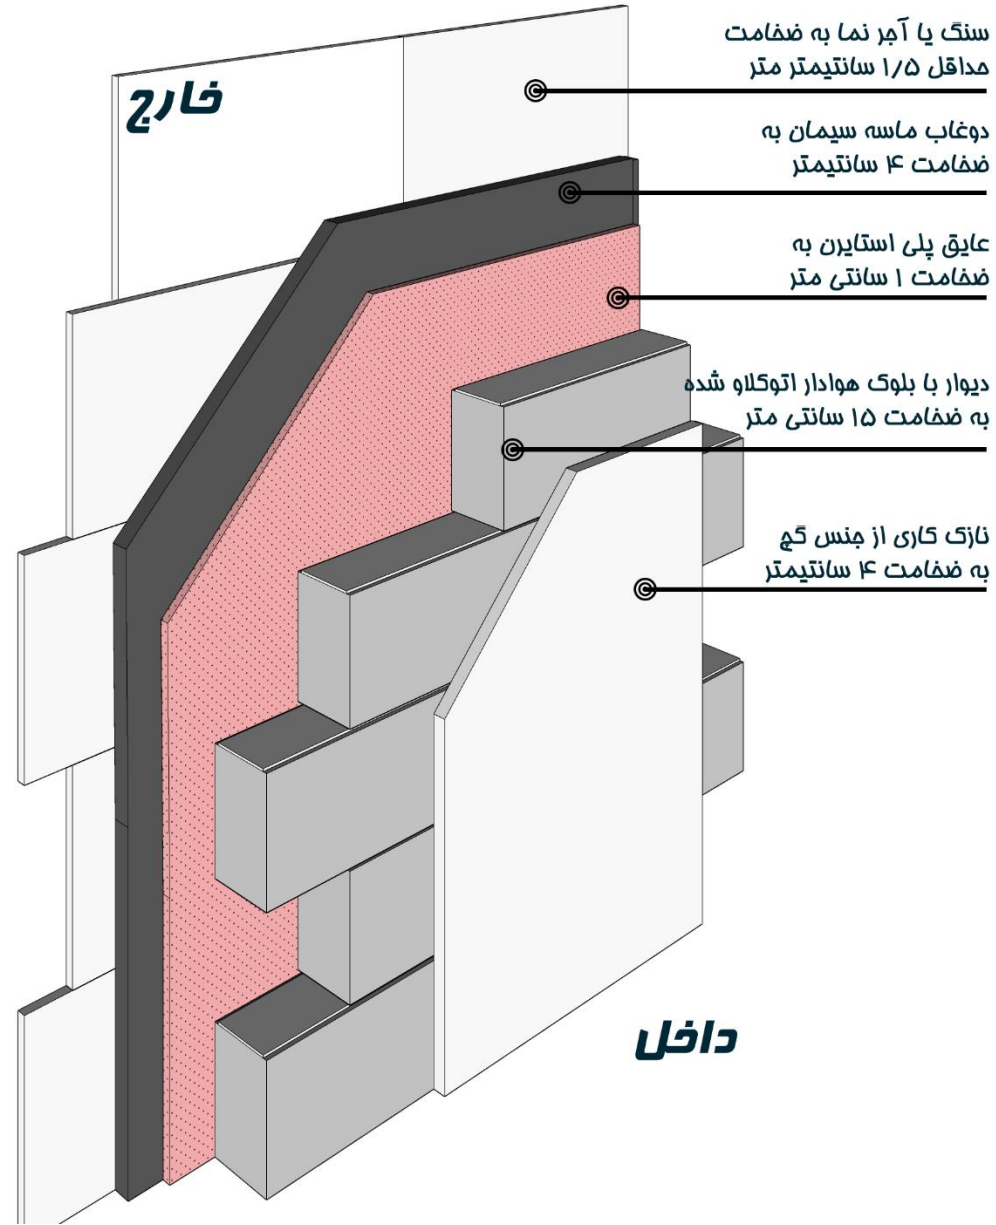 خارج
سنگ یا آجر نما به ضخامت
حداقل ۱/۵ سانتیمتر متر
دوغاب ماسه سیمان به
ضخامت ۴ سانتیمتر
عایق پلی استایرن به
ضخامت ۱ سانتی متر
دیوار با بلوک هوادار اتوکلاو شده
به ضخامت ۱۵ سانتی متر
نازک کاری از جنس گچ
به ضخامت ۴ سانتیمتر
داخل